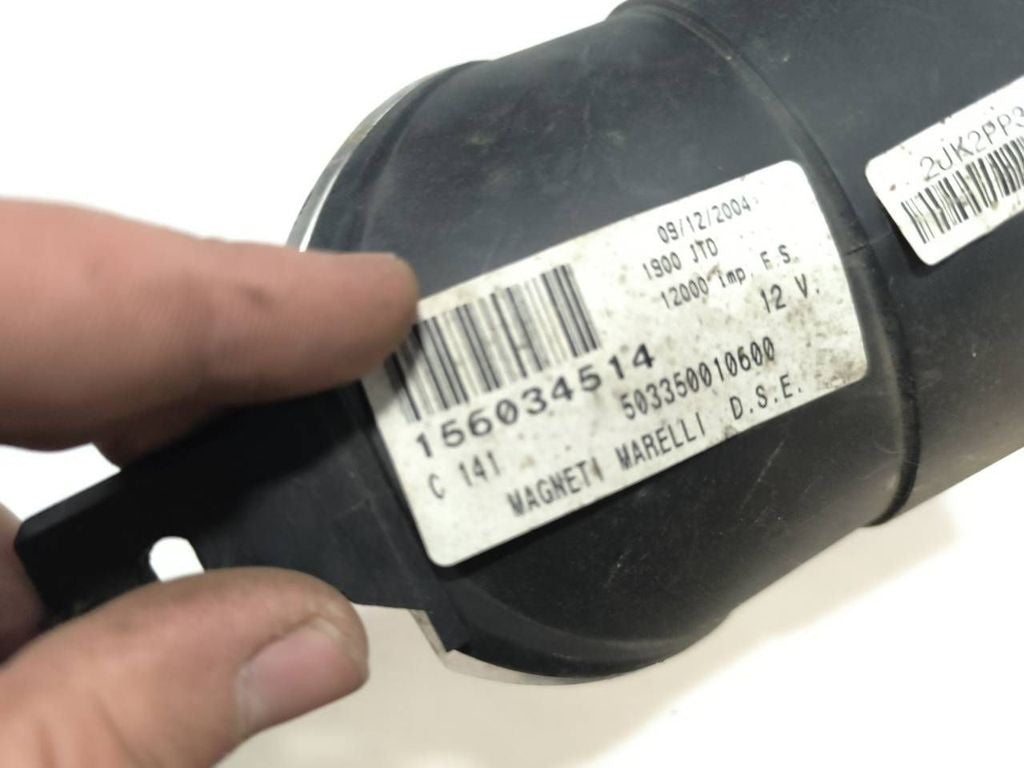 09/12/2004
1900 JTD
12000 imp. F.S.
12 V.
156034514
503350010600
C 141
MAGNETI MARELLI D.S.E.
2JK2PP3